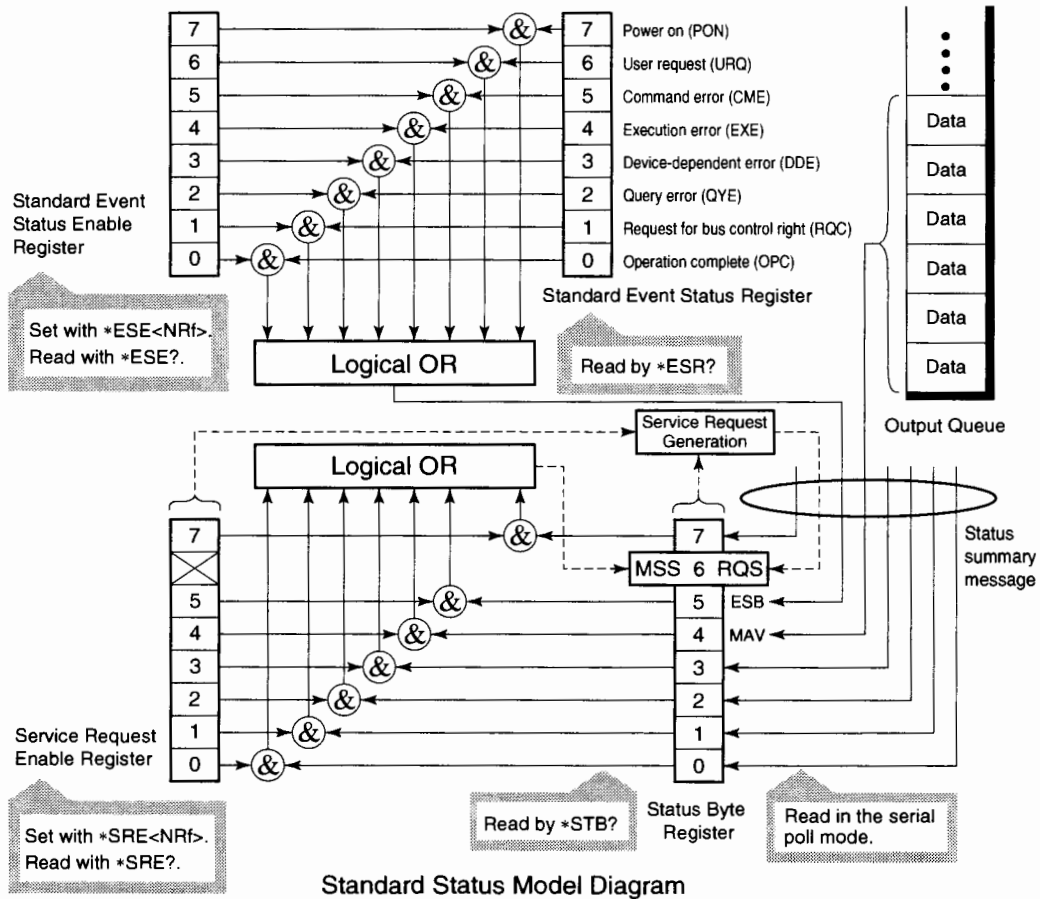 7 & 7 Power on (PON)
6 & 6 User request (URQ)
5 & 5 Command error (CME)
4 & 4 Execution error (EXE)
3 & 3 Device-dependent error (DDE)
2 & 2 Query error (QYE)
1 & 1 Request for bus control right (RQC)
0 & 0 Operation complete (OPC)
Standard Event
Status Enable
Register
Standard Event Status Register
Set with *ESE<NRf>.
Read with *ESE?.
Logical OR
Read by *ESR?
Data
Data
Data
Data
Data
Data
Output Queue
Service Request
Generation
Logical OR
Status
summary
message
7 & 7
MSS 6 RQS
5 & 5 ESB
4 & 4 MAV
3 & 3
2 & 2
1 & 1
0 & 0
Service Request
Enable Register
Set with *SRE<NRf>.
Read with *SRE?.
Read by *STB?
Status Byte
Register
Read in the serial
poll mode.
Standard Status Model Diagram